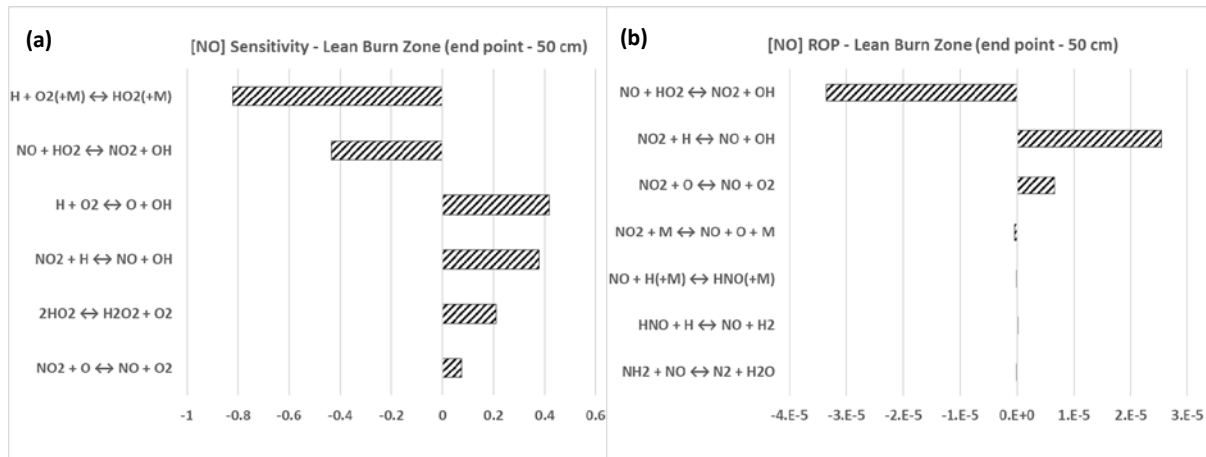 (a)
[NO] Sensitivity - Lean Burn Zone (end point - 50 cm)
H + O2(+M) ↔ HO2(+M)
NO + HO2 ↔ NO2 + OH
H + O2 ↔ O + OH
NO2 + H ↔ NO + OH
2HO2 ↔ H2O2 + O2
NO2 + O ↔ NO + O2
-1 -0.8 -0.6 -0.4 -0.2 0 0.2 0.4 0.6
(b)
[NO] ROP - Lean Burn Zone (end point - 50 cm)
NO + HO2 ↔ NO2 + OH
NO2 + H ↔ NO + OH
NO2 + O ↔ NO + O2
NO2 + M ↔ NO + O + M
NO + H(+M) ↔ HNO(+M)
HNO + H ↔ NO + H2
NH2 + NO ↔ N2 + H2O
-4.E-5 -3.E-5 -2.E-5 -1.E-5 0.E+0 1.E-5 2.E-5 3.E-5